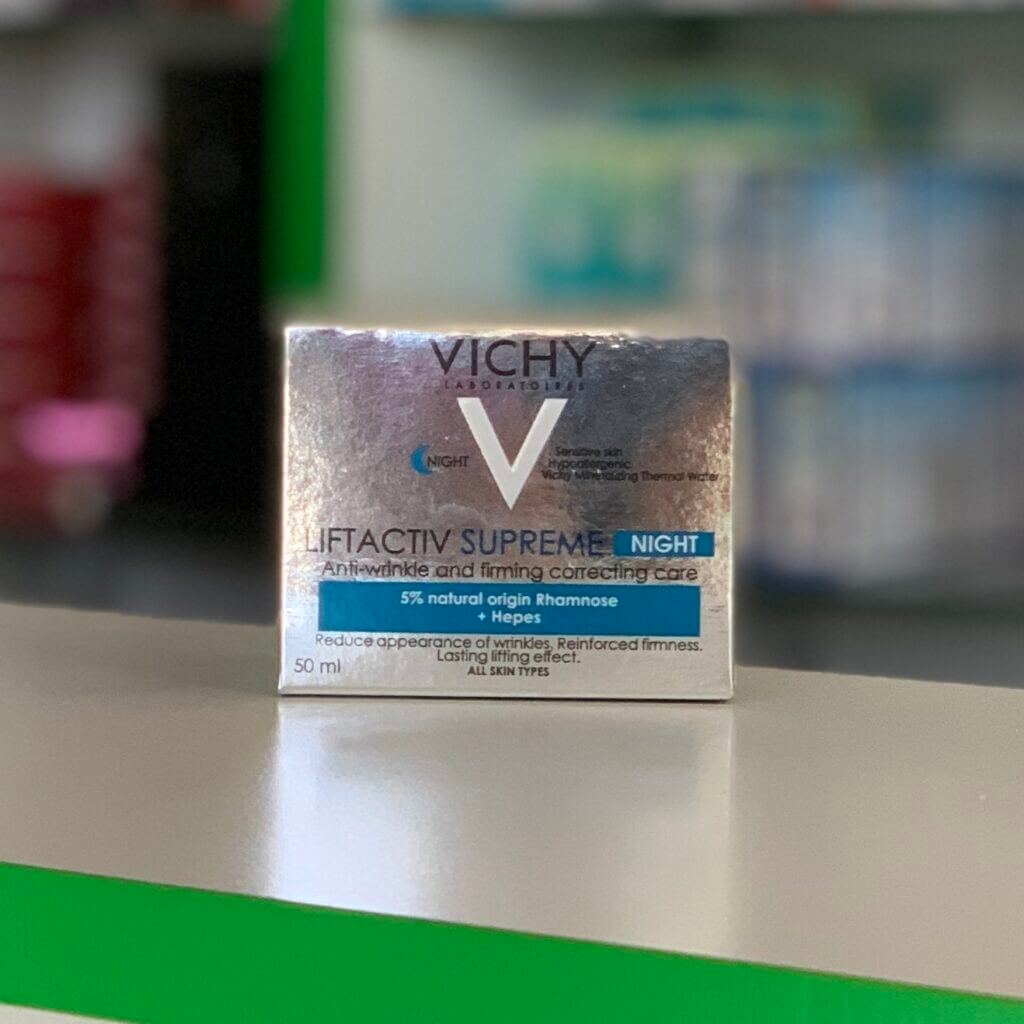 VICHY
LABORATOIRES
V
NIGHT
Sensitive skin
Hypoallergenic
Vichy Mineralizing Thermal Water
LIFTACTIV SUPREME NIGHT
Anti-wrinkle and firming correcting care
5% natural origin Rhamnose
+ Hepes
Reduce appearance of wrinkles. Reinforced firmness.
Lasting lifting effect.
50 ml
ALL SKIN TYPES